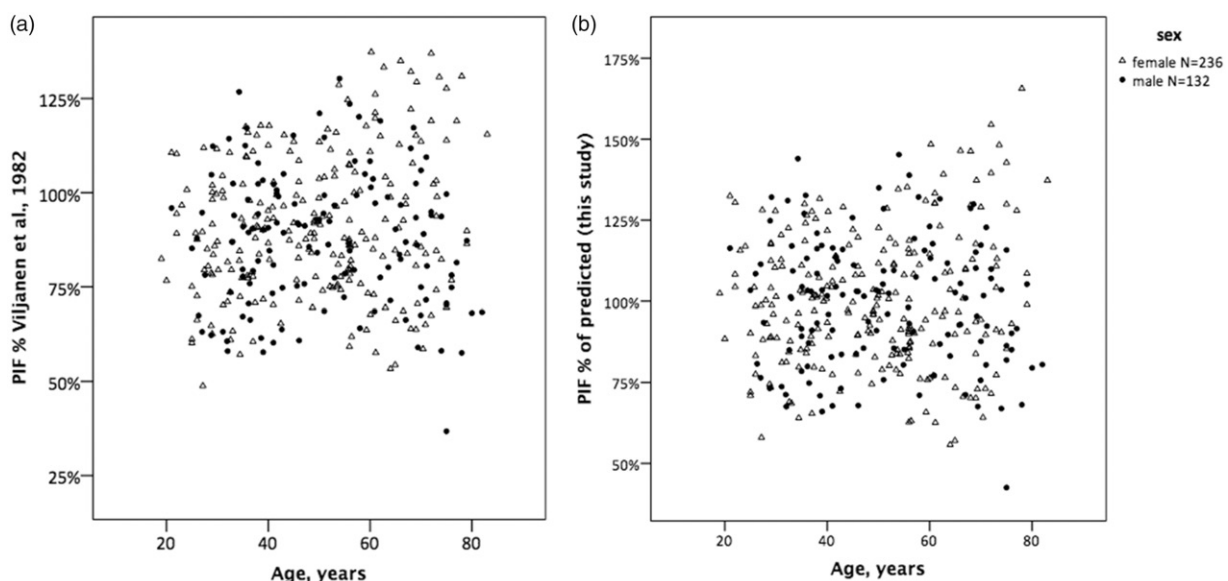 (a)
PIF % Viljanen et al., 1982
125%
100%
75%
50%
25%
20
40
60
80
Age, years
(b)
PIF % of predicted (this study)
175%
150%
125%
100%
75%
50%
20
40
60
80
Age, years
sex
female N=236
male N=132